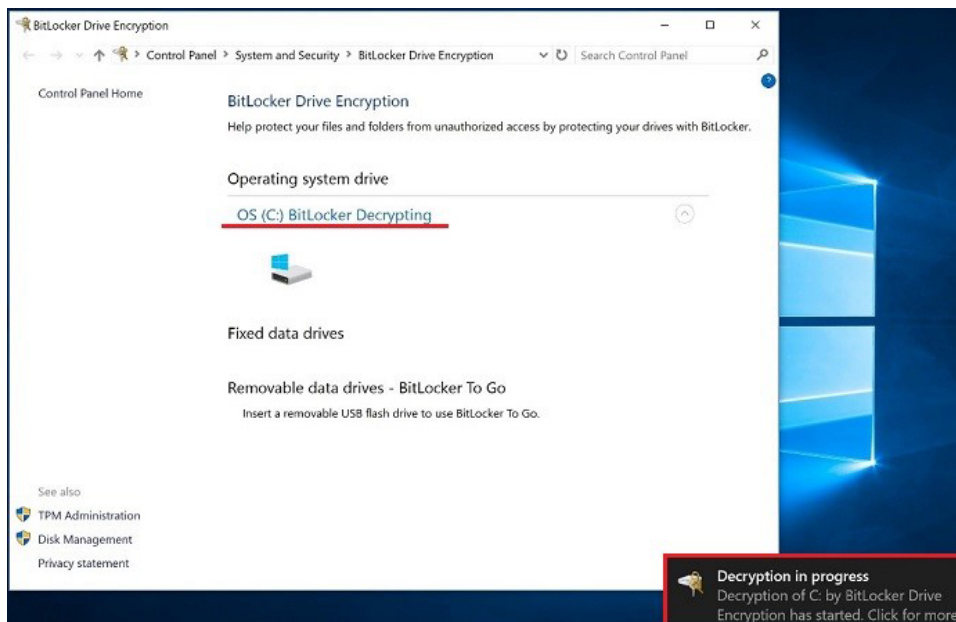 BitLocker Drive Encryption
Control Panel > System and Security > BitLocker Drive Encryption
Search Control Panel
Control Panel Home
BitLocker Drive Encryption
Help protect your files and folders from unauthorized access by protecting your drives with BitLocker.
Operating system drive
OS (C:) BitLocker Decrypting
Fixed data drives
Removable data drives - BitLocker To Go
Insert a removable USB flash drive to use BitLocker To Go.
See also
TPM Administration
Disk Management
Privacy statement
Decryption in progress
Decryption of C: by BitLocker Drive
Encryption has started. Click for more